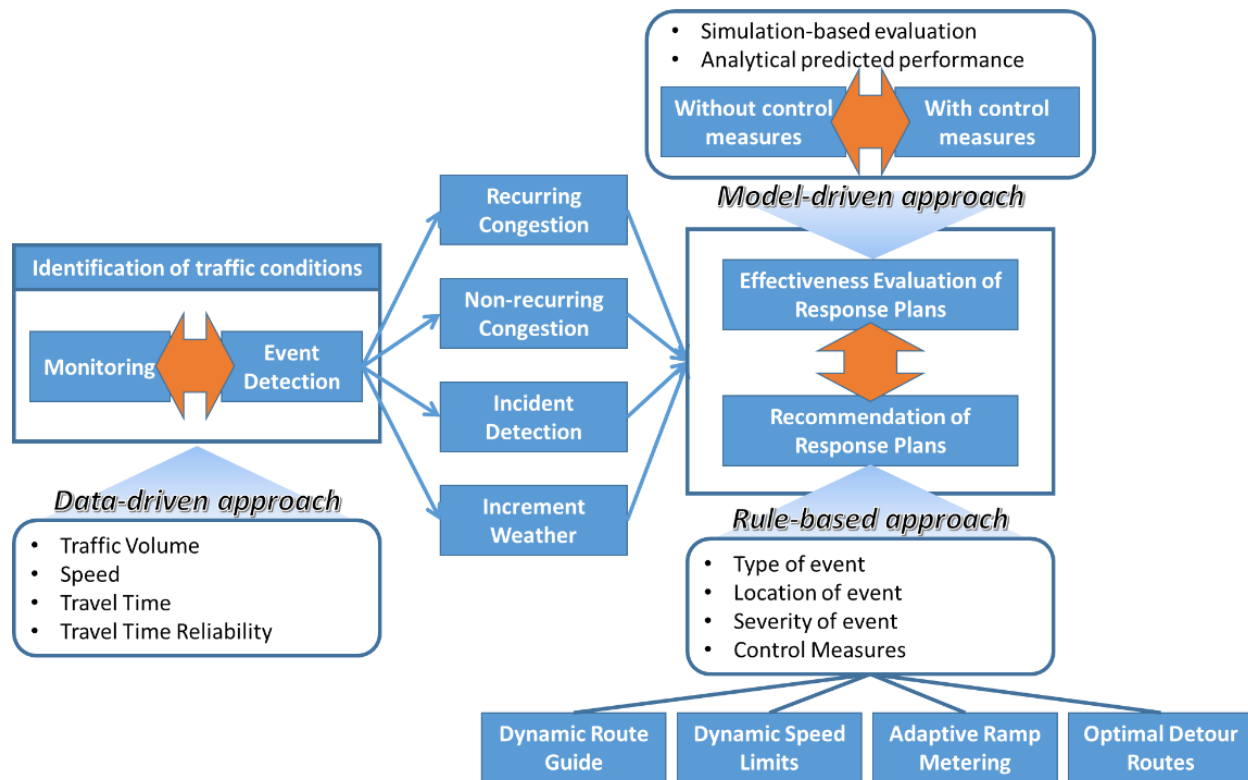 • Simulation-based evaluation
• Analytical predicted performance
Without control
measures
With control
measures
Model-driven approach
Recurring
Congestion
Identification of traffic conditions
Monitoring
Event
Detection
Non-recurring
Congestion
Incident
Detection
Increment
Weather
Effectiveness Evaluation of
Response Plans
Recommendation of
Response Plans
Data-driven approach
• Traffic Volume
• Speed
• Travel Time
• Travel Time Reliability
Rule-based approach
• Type of event
• Location of event
• Severity of event
• Control Measures
Dynamic Route
Guide
Dynamic Speed
Limits
Adaptive Ramp
Metering
Optimal Detour
Routes